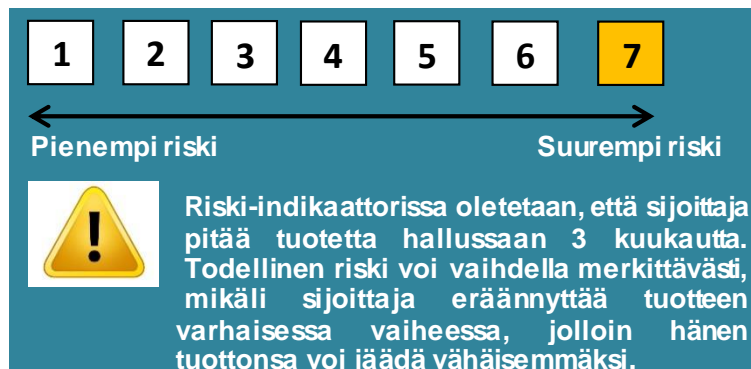 1 2 3 4 5 6 7
Pienempi riski Suurempi riski
!
Riski-indikaattorissa oletetaan, että sijoittaja
pitää tuotetta hallussaan 3 kuukautta.
Todellinen riski voi vaihdella merkittävästi,
mikäli sijoittaja eräännyttää tuotteen
varhaisessa vaiheessa, jolloin hänen
tuottonsa voi jäädä vähäisemmäksi.